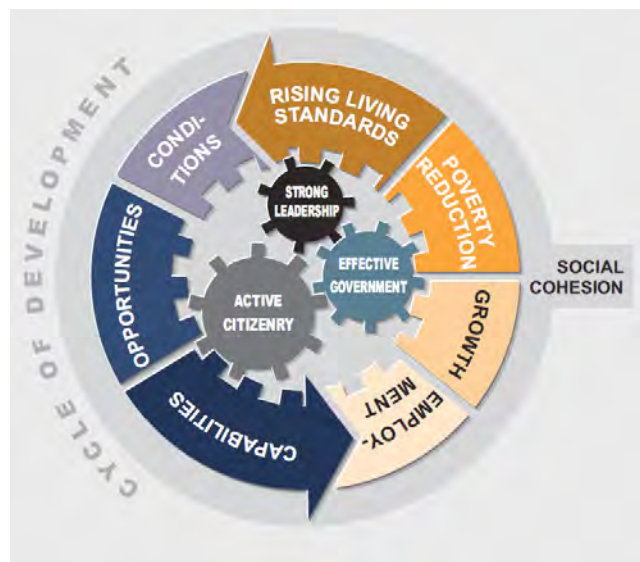 CYCLE OF DEVELOPMENT
RISING LIVING
STANDARDS
POVERTY
REDUCTION
GROWTH
EMPLOY-
MENT
CAPABILITIES
OPPORTUNITIES
CONDI-
TIONS
STRONG
LEADERSHIP
EFFECTIVE
GOVERNMENT
ACTIVE
CITIZENRY
SOCIAL
COHESION